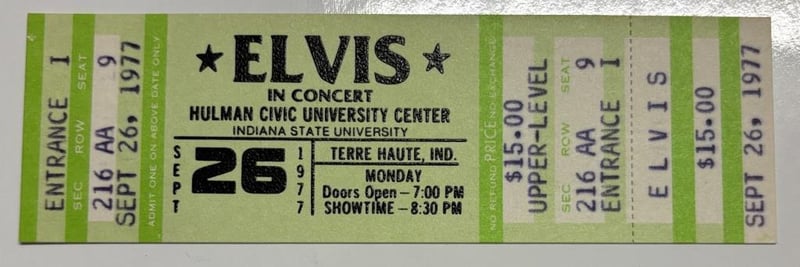 ENTRANCE 1
SEC ROW SEAT
216 AA 9
SEPT 26, 1977
ADMIT ONE ON ABOVE DATE ONLY
★ ELVIS ★
IN CONCERT
HULMAN CIVIC UNIVERSITY CENTER
INDIANA STATE UNIVERSITY
SEPT
26
1977
TERRE HAUTE, IND.
MONDAY
Doors Open – 7:00 PM
SHOWTIME – 8:30 PM
NO REFUND PRICE NO EXCHANGE
$15.00
UPPER-LEVEL
SEC ROW SEAT
216 AA 9
ENTRANCE 1
ELVIS
$15.00
SEPT 26, 1977